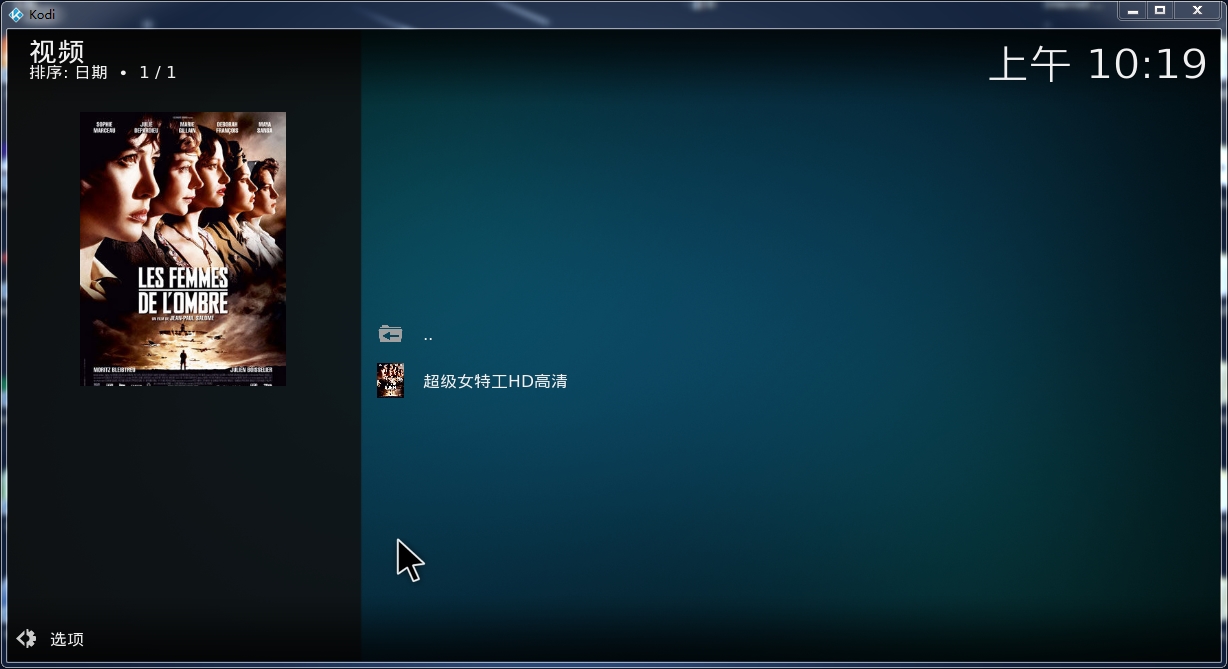 Kodi
视频
排序: 日期 • 1 / 1
上午 10:19
SOPHIE MARCEAU
JULIE DEPARDIEU
MARIE GILLAIN
DEBORAH FRANÇOIS
MAYA SANSA
LES FEMMES
DE L'OMBRE
UN FILM DE JEAN-PAUL SALOMÉ
MORITZ BLEIBTREU
JULIEN BOISSELIER
..
超级女特工HD高清
选项